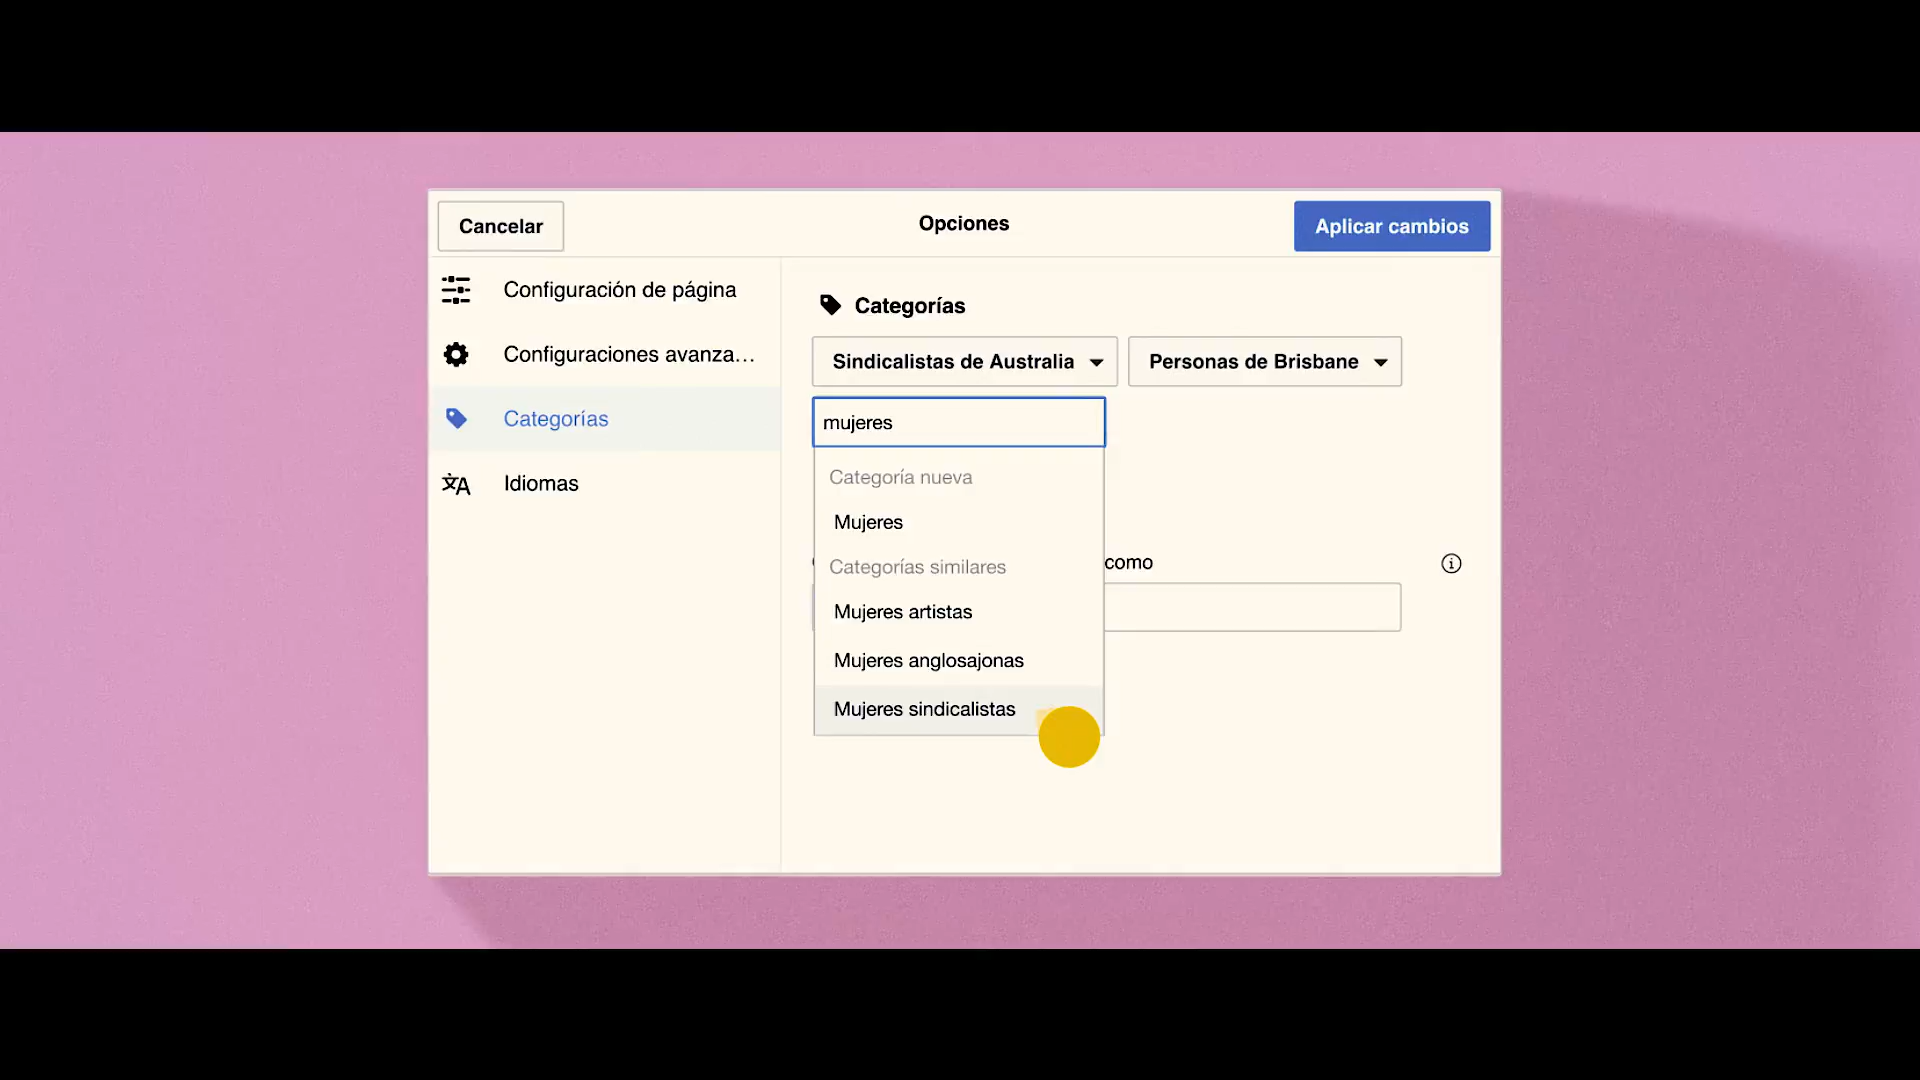 Cancelar
Opciones
Aplicar cambios
Configuración de página
Configuraciones avanza...
Categorías
Idiomas
Categorías
Sindicalistas de Australia
Personas de Brisbane
mujeres
Categoría nueva
Mujeres
Categorías similares
Mujeres artistas
Mujeres anglosajonas
Mujeres sindicalistas
como